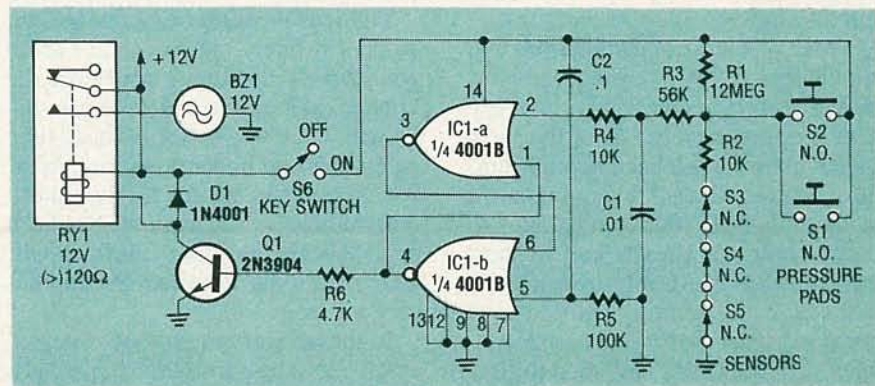 + 12V
BZ1
12V
OFF
ON
S6
KEY SWITCH
D1
1N4001
RY1
12V
(>)120Ω
Q1
2N3904
R6
4.7K
14
3
IC1-a
1/4 4001B
2
1
4
IC1-b
1/4 4001B
6
5
13
12
9
8
7
C2
.1
R4
10K
R3
56K
R1
12MEG
R2
10K
C1
.01
R5
100K
S3
N.C.
S4
N.C.
S5
N.C.
SENSORS
S2
N.O.
S1
N.O.
PRESSURE
PADS